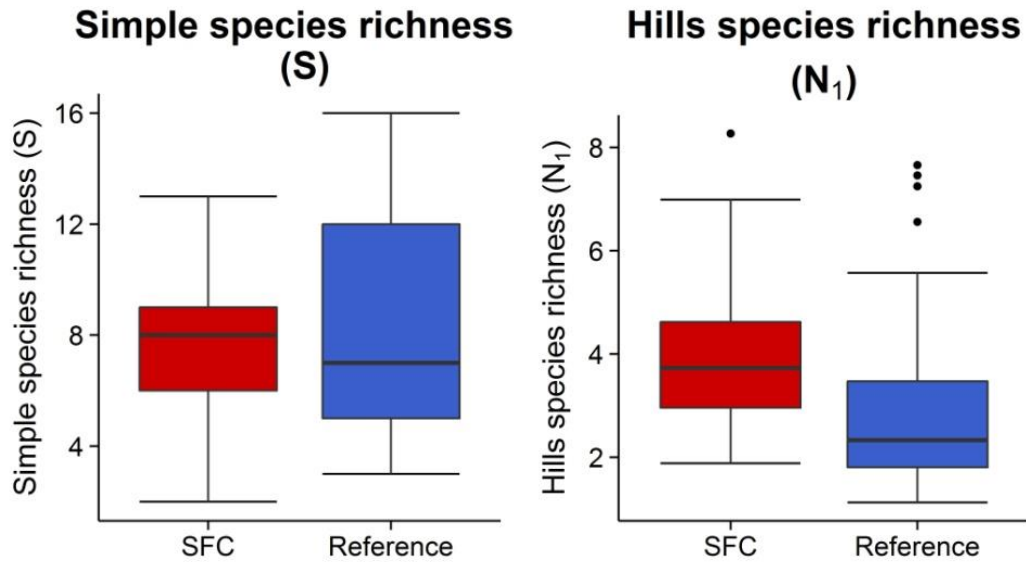 Simple species richness
(S)
Simple species richness (S)
16
12
8
4
SFC
Reference
Hills species richness
(N₁)
Hills species richness (N₁)
8
6
4
2
SFC
Reference